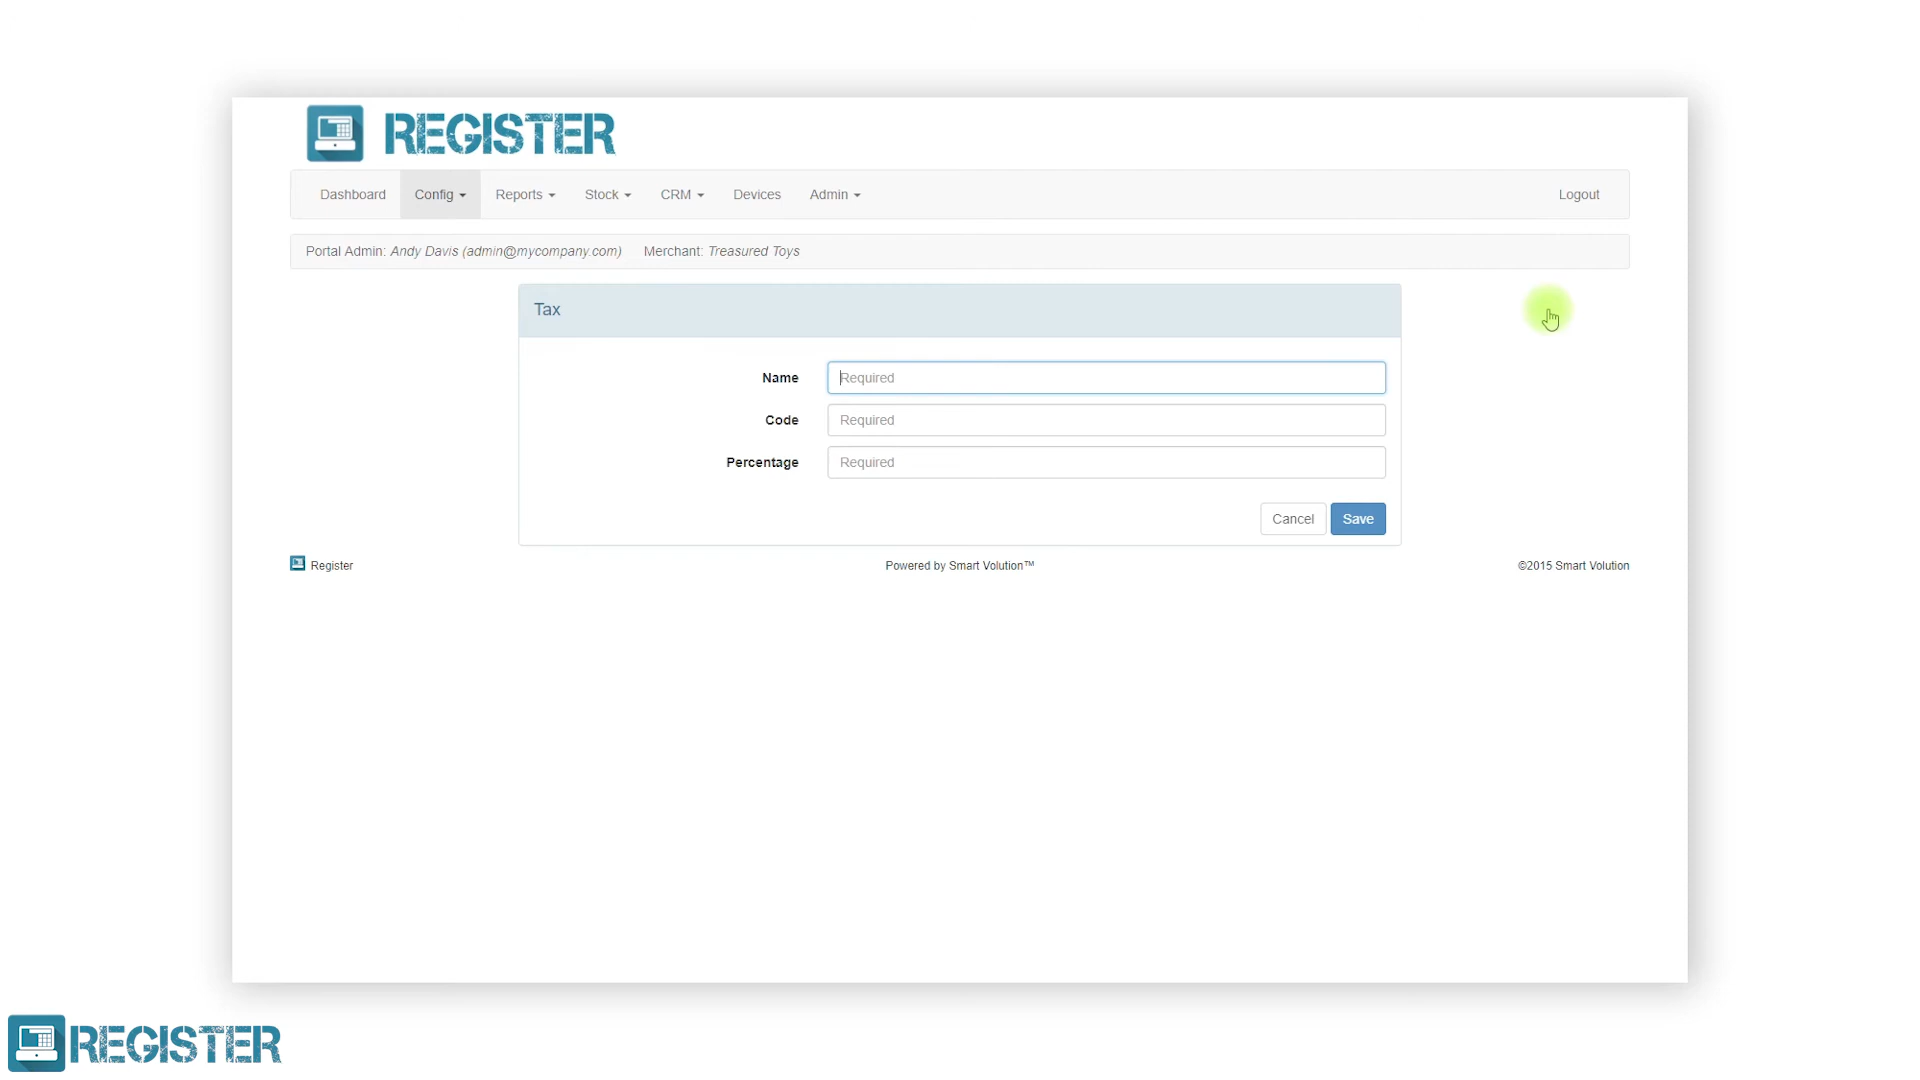 REGISTER
Dashboard Config Reports Stock CRM Devices Admin Logout
Portal Admin: Andy Davis (admin@mycompany.com) Merchant: Treasured Toys
Tax
Name Required
Code Required
Percentage Required
Cancel Save
Register Powered by Smart Volution™ ©2015 Smart Volution
REGISTER